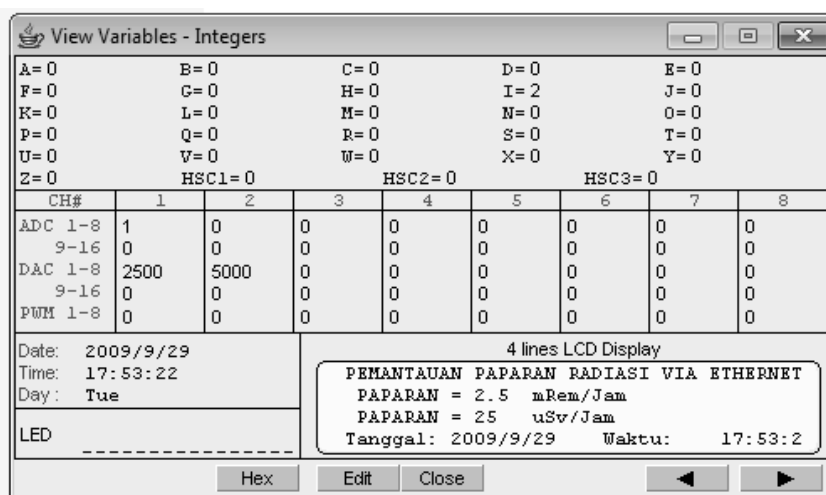 View Variables - Integers
A= 0 B= 0 C= 0 D= 0 E= 0
F= 0 G= 0 H= 0 I= 2 J= 0
K= 0 L= 0 M= 0 N= 0 O= 0
P= 0 Q= 0 R= 0 S= 0 T= 0
U= 0 V= 0 W= 0 X= 0 Y= 0
Z= 0 HSC1= 0 HSC2= 0 HSC3= 0
CH# 1 2 3 4 5 6 7 8
ADC 1-8 1 0 0 0 0 0 0 0
9-16 0 0 0 0 0 0 0 0
DAC 1-8 2500 5000 0 0 0 0 0 0
9-16 0 0 0 0 0 0 0 0
PWM 1-8 0 0 0 0 0 0 0 0
Date: 2009/9/29
Time: 17:53:22
Day : Tue
LED
4 lines LCD Display
PEMANTAUAN PAPARAN RADIASI VIA ETHERNET
PAPARAN = 2.5 mRem/Jam
PAPARAN = 25 uSv/Jam
Tanggal: 2009/9/29 Waktu: 17:53:2
Hex Edit Close